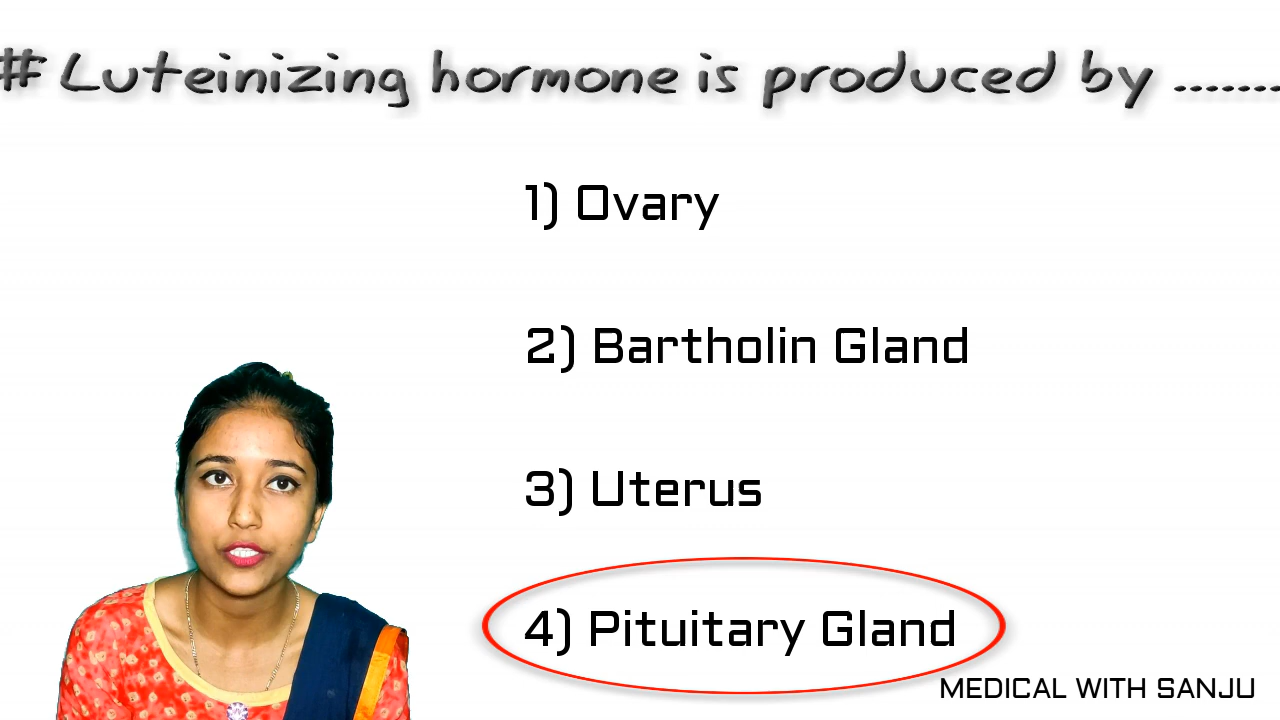 # Luteinizing hormone is produced by .......
1) Ovary
2) Bartholin Gland
3) Uterus
4) Pituitary Gland
MEDICAL WITH SANJU